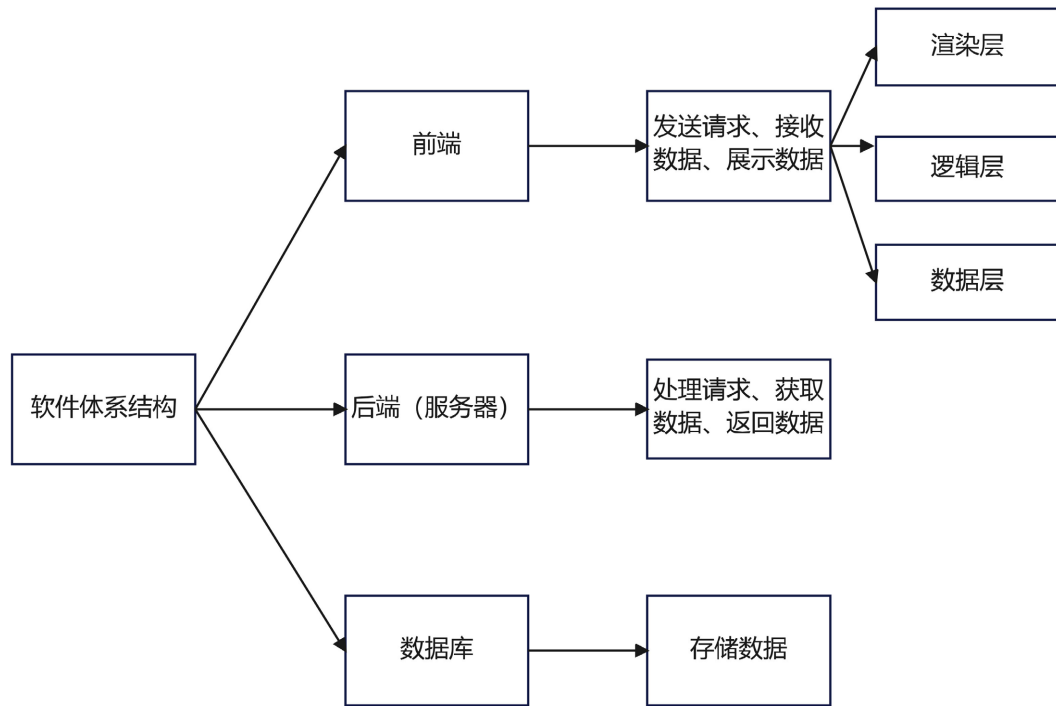 渲染层
前端
发送请求、接收
数据、展示数据
逻辑层
数据层
软件体系结构
后端（服务器）
处理请求、获取
数据、返回数据
数据库
存储数据